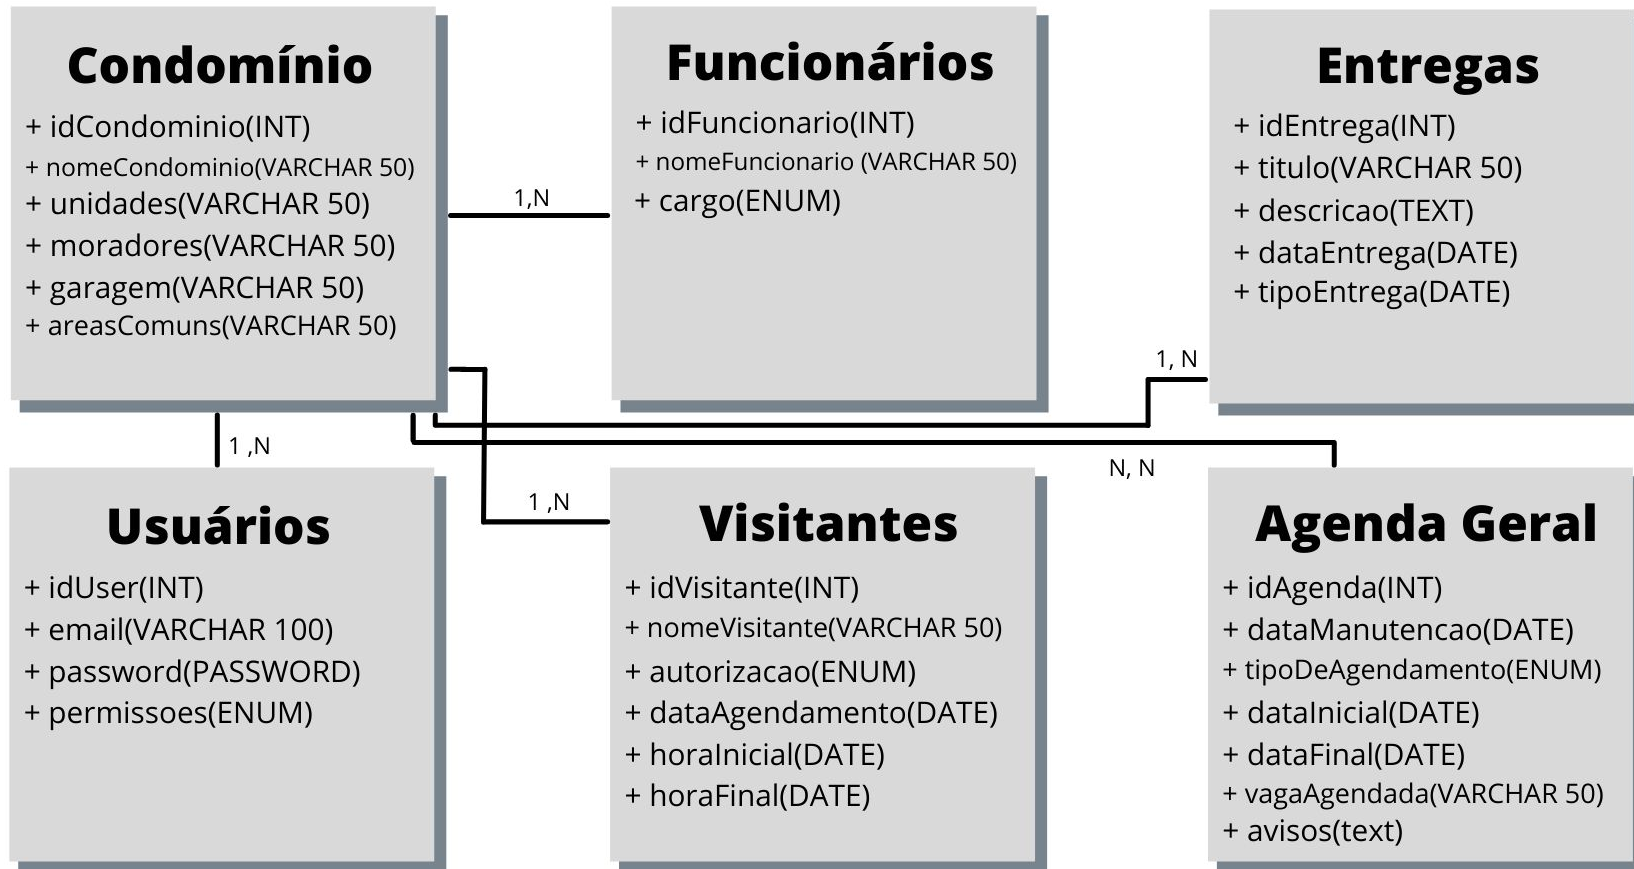 Condomínio
+ idCondominio(INT)
+ nomeCondominio(VARCHAR 50)
+ unidades(VARCHAR 50)
+ moradores(VARCHAR 50)
+ garagem(VARCHAR 50)
+ areasComuns(VARCHAR 50)
1,N
Funcionários
+ idFuncionario(INT)
+ nomeFuncionario (VARCHAR 50)
+ cargo(ENUM)
Entregas
+ idEntrega(INT)
+ titulo(VARCHAR 50)
+ descricao(TEXT)
+ dataEntrega(DATE)
+ tipoEntrega(DATE)
1, N
1 ,N
1 ,N
N, N
Usuários
+ idUser(INT)
+ email(VARCHAR 100)
+ password(PASSWORD)
+ permissoes(ENUM)
Visitantes
+ idVisitante(INT)
+ nomeVisitante(VARCHAR 50)
+ autorizacao(ENUM)
+ dataAgendamento(DATE)
+ horaInicial(DATE)
+ horaFinal(DATE)
Agenda Geral
+ idAgenda(INT)
+ dataManutencao(DATE)
+ tipoDeAgendamento(ENUM)
+ dataInicial(DATE)
+ dataFinal(DATE)
+ vagaAgendada(VARCHAR 50)
+ avisos(text)